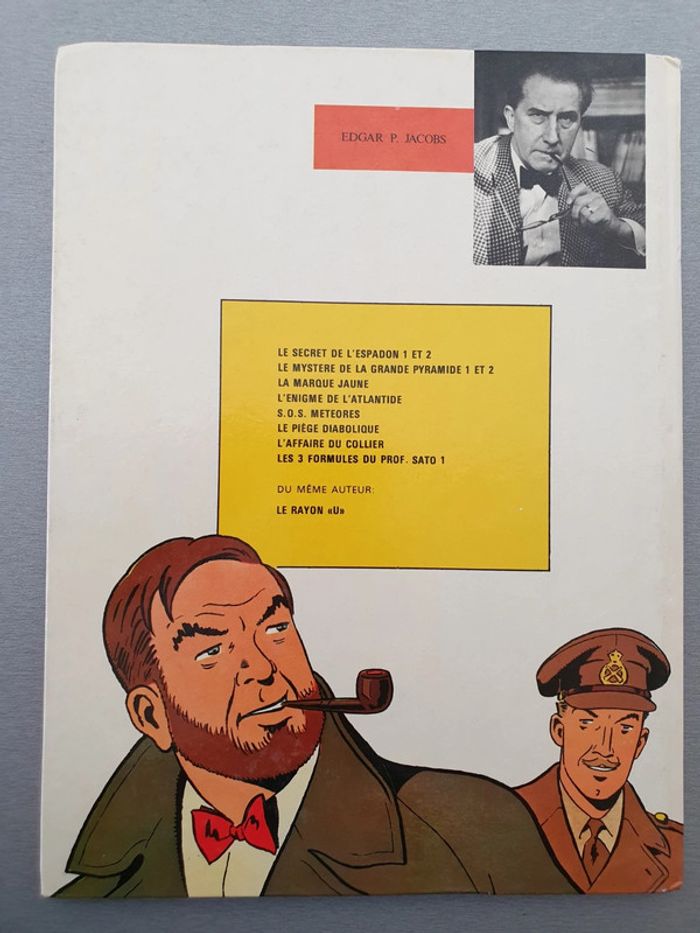 EDGAR P. JACOBS
LE SECRET DE L'ESPADON 1 ET 2
LE MYSTERE DE LA GRANDE PYRAMIDE 1 ET 2
LA MARQUE JAUNE
L'ENIGME DE L'ATLANTIDE
S.O.S. METEORES
LE PIÈGE DIABOLIQUE
L'AFFAIRE DU COLLIER
LES 3 FORMULES DU PROF. SATO 1
DU MÊME AUTEUR:
LE RAYON «U»